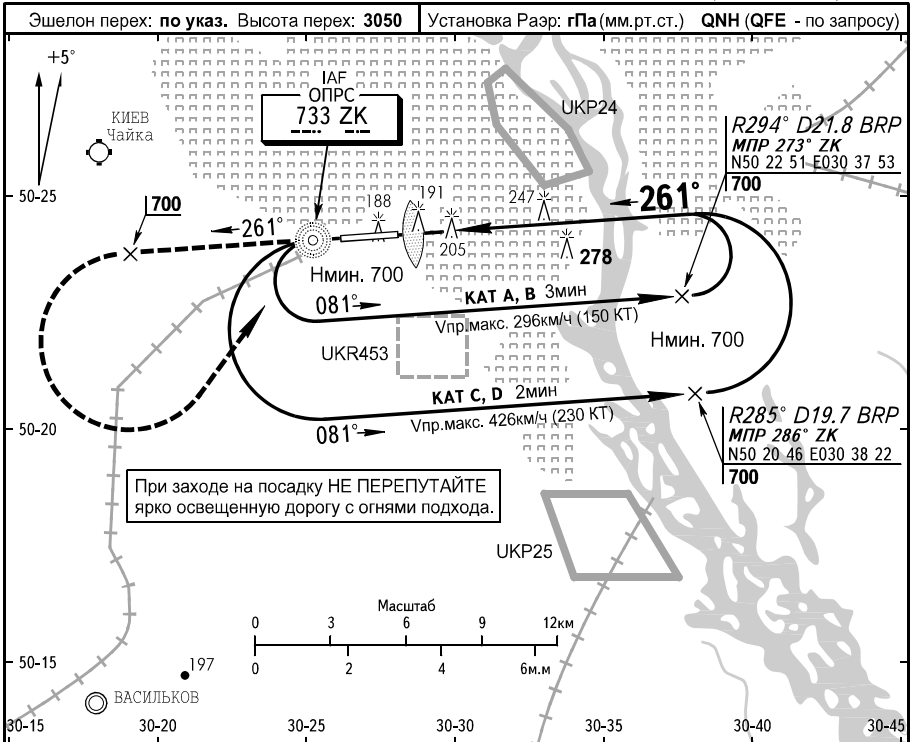 Эшелон перех: по указ. Высота перех: 3050
Установка Раэр: гПа (мм.рт.ст.) QNH (QFE - по запросу)
+5°
КИЕВ
Чайка
IAF
ОПРС
733 ZK
UKP24
R294° D21.8 BRP
МПР 273° ZK
N50 22 51 E030 37 53
700
50-25
700
261°
188
191
205
247
278
261°
Нмин. 700
081°
КАТ A, B 3мин
Vпр.макс. 296км/ч (150 КТ)
UKR453
Нмин. 700
КАТ C, D 2мин
081°
Vпр.макс. 426км/ч (230 КТ)
50-20
R285° D19.7 BRP
МПР 286° ZK
N50 20 46 E030 38 22
700
При заходе на посадку НЕ ПЕРЕПУТАЙТЕ
ярко освещенную дорогу с огнями подхода.
UKP25
Масштаб
0 3 6 9 12км
0 2 4 6м.м
50-15
197
ВАСИЛЬКОВ
30-15 30-20 30-25 30-30 30-35 30-40 30-45